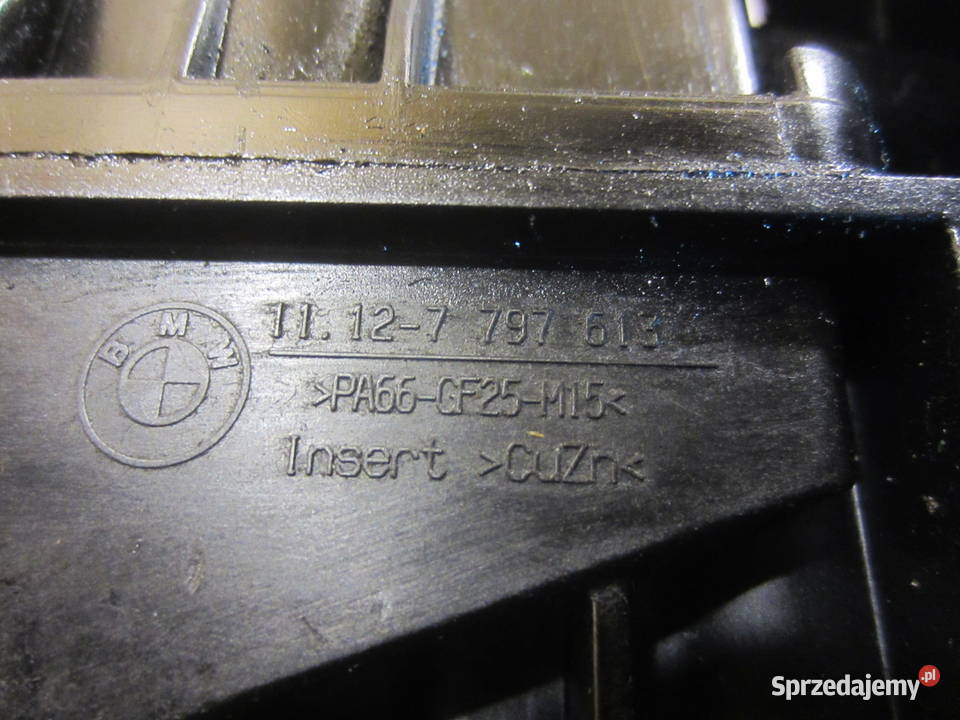 BMW
11.12-7 797 613
>PA66-GF25-M15<
Insert >CuZn<
Sprzedajemy.pl